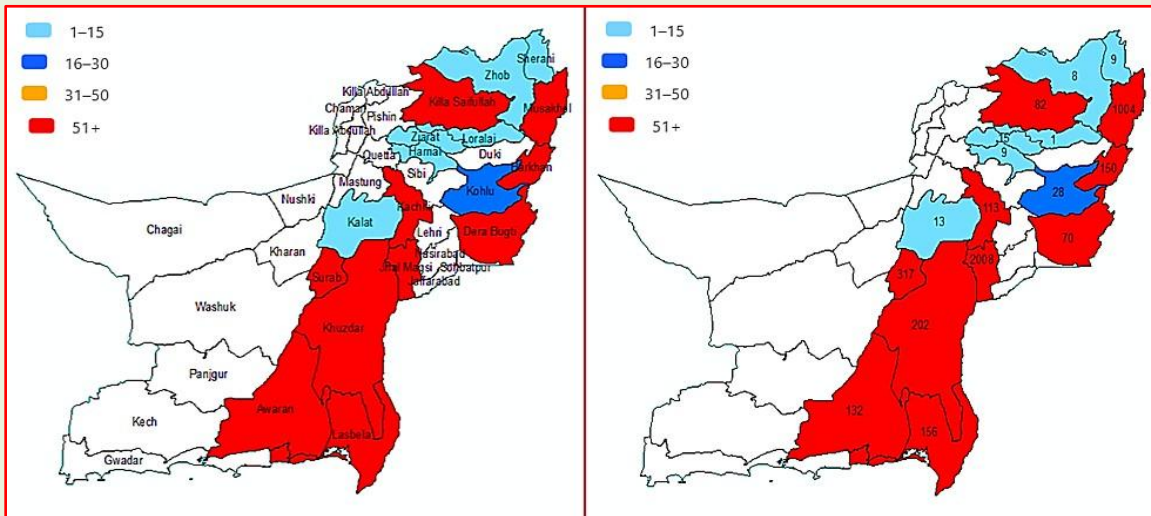 1–15
16–30
31–50
51+
Sherani
Zhob
Killa Abdullah
Killa Saifullah
Musakhel
Chaman
Pishin
Killa Abdullah
Ziarat
Loralai
Harnai
Duki
Quetta
Sibi
Barkhan
Mastung
Kohlu
Nushki
Kachhi
Kalat
Chagai
Lehri
Dera Bugti
Kharan
Nasirabad
Surab
Jhal Magsi
Sohbatpur
Jaffarabad
Washuk
Khuzdar
Panjgur
Awaran
Kech
Lasbela
Gwadar
1–15
16–30
31–50
51+
9
8
82
1004
15
1
9
150
28
13
113
70
2008
317
202
132
156